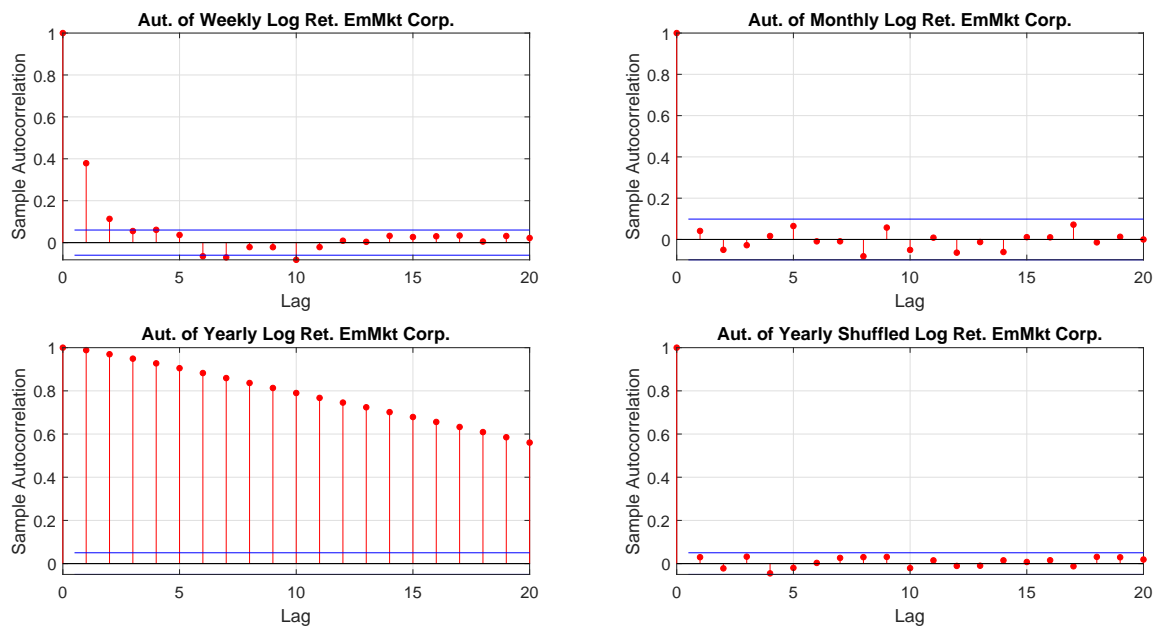 Aut. of Weekly Log Ret. EmMkt Corp.
1
0.8
0.6
0.4
0.2
0
Sample Autocorrelation
0 5 10 15 20
Lag
Aut. of Monthly Log Ret. EmMkt Corp.
1
0.8
0.6
0.4
0.2
0
Sample Autocorrelation
0 5 10 15 20
Lag
Aut. of Yearly Log Ret. EmMkt Corp.
1
0.8
0.6
0.4
0.2
0
Sample Autocorrelation
0 5 10 15 20
Lag
Aut. of Yearly Shuffled Log Ret. EmMkt Corp.
1
0.8
0.6
0.4
0.2
0
Sample Autocorrelation
0 5 10 15 20
Lag